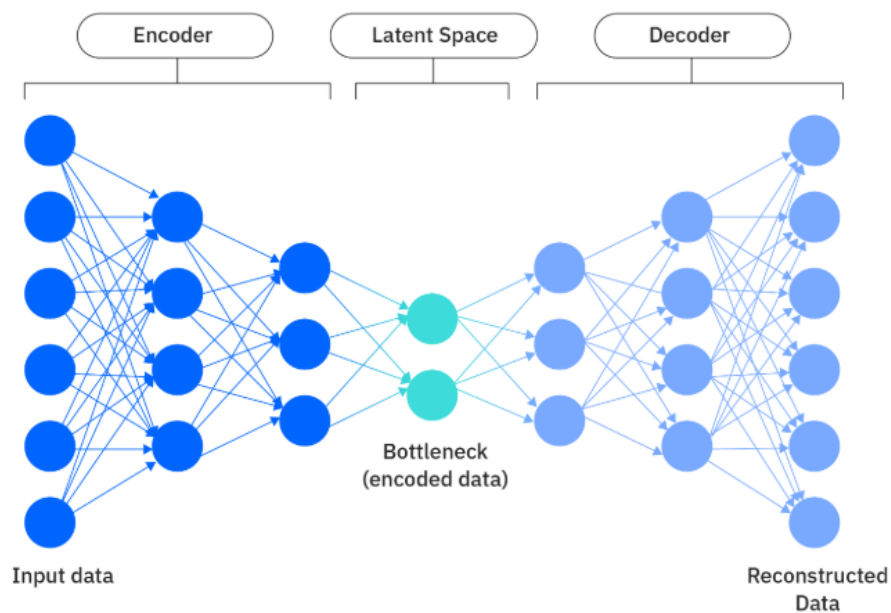 Encoder
Latent Space
Decoder
Bottleneck
(encoded data)
Input data
Reconstructed
Data